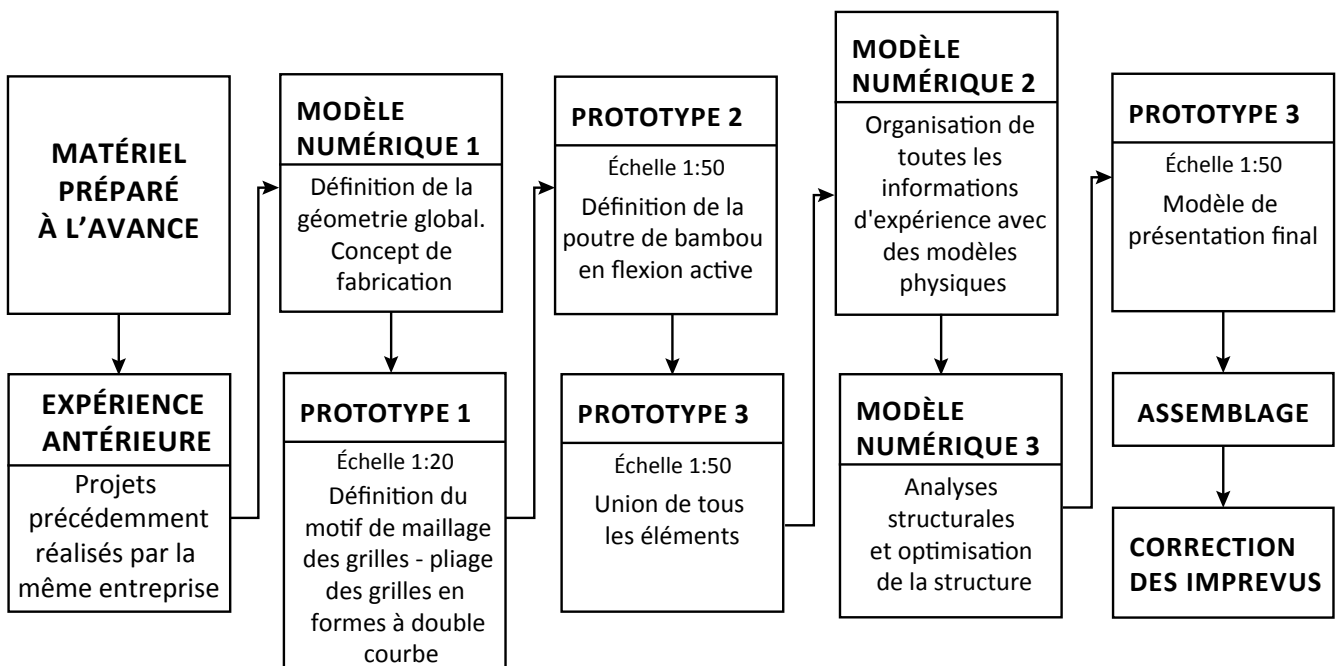 MATÉRIEL
PRÉPARÉ
À L'AVANCE
EXPÉRIENCE
ANTÉRIEURE
Projets
précédemment
réalisés par la
même entreprise
MODÈLE
NUMÉRIQUE 1
Définition de la
géometrie global.
Concept de
fabrication
PROTOTYPE 1
Échelle 1:20
Définition du
motif de maillage
des grilles - pliage
des grilles en
formes à double
courbe
PROTOTYPE 2
Échelle 1:50
Définition de la
poutre de bambou
en flexion active
PROTOTYPE 3
Échelle 1:50
Union de tous
les éléments
MODÈLE
NUMÉRIQUE 2
Organisation de
toutes les
informations
d'expérience avec
des modèles
physiques
MODÈLE
NUMÉRIQUE 3
Analyses
structurales
et optimisation
de la structure
PROTOTYPE 3
Échelle 1:50
Modèle de
présentation final
ASSEMBLAGE
CORRECTION
DES IMPREVUS